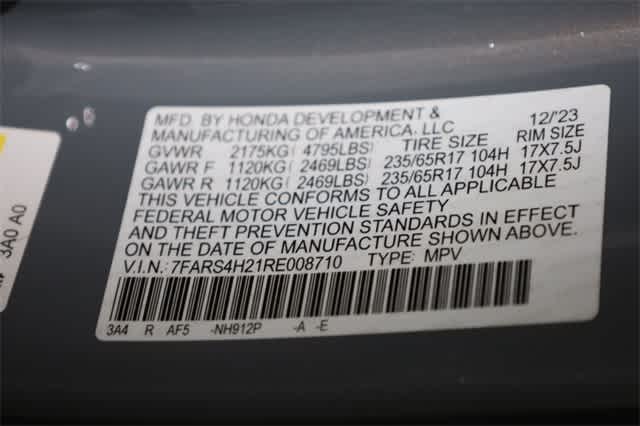 MFD. BY HONDA DEVELOPMENT &
MANUFACTURING OF AMERICA, LLC 12/'23
GVWR 2175KG( 4795LBS) TIRE SIZE RIM SIZE
GAWR F 1120KG( 2469LBS) 235/65R17 104H 17X7.5J
GAWR R 1120KG( 2469LBS) 235/65R17 104H 17X7.5J
THIS VEHICLE CONFORMS TO ALL APPLICABLE
FEDERAL MOTOR VEHICLE SAFETY
AND THEFT PREVENTION STANDARDS IN EFFECT
ON THE DATE OF MANUFACTURE SHOWN ABOVE.
V.I.N.: 7FARS4H21RE008710 TYPE: MPV
3A4 R AF5 -NH912P -A -E
3A0 A0